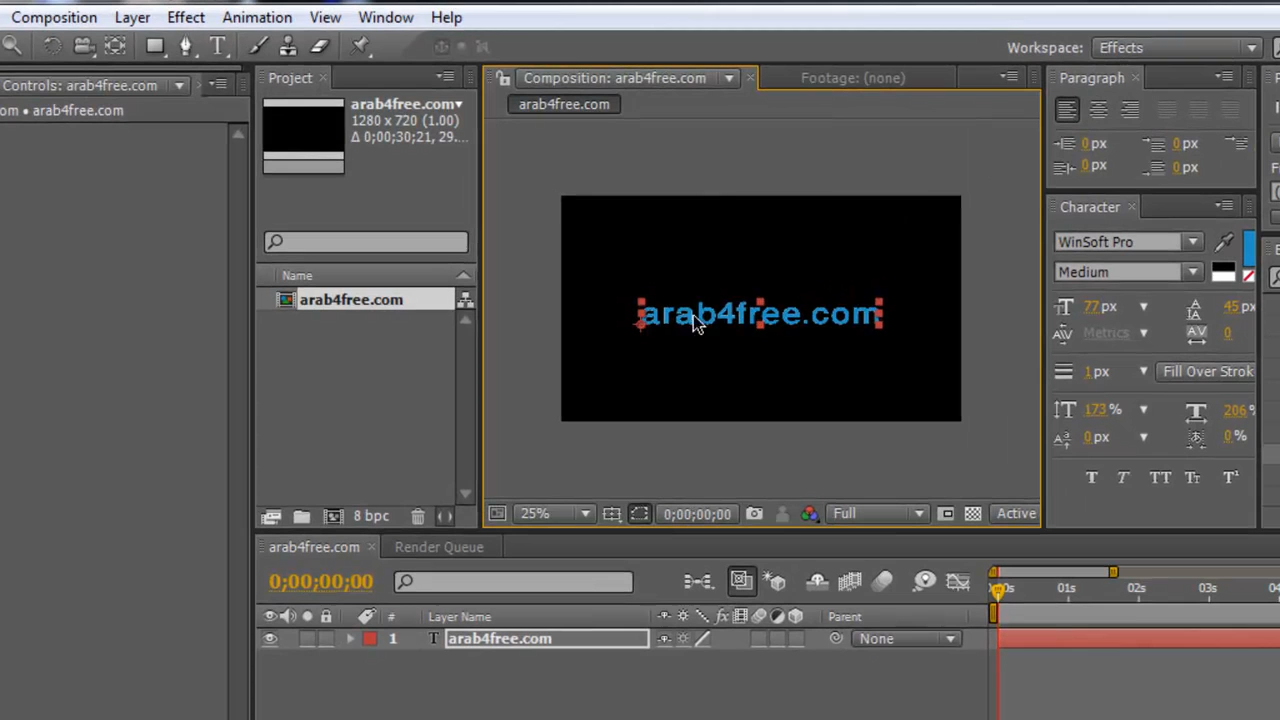 Composition Layer Effect Animation View Window Help
T Workspace: Effects
Controls: arab4free.com Project Composition: arab4free.com Footage: (none) Paragraph
om • arab4free.com
arab4free.com▾
1280 x 720 (1.00)
Δ 0;00;30;21, 29....
arab4free.com
0 px 0 px
0 px 0 px
Character
WinSoft Pro
Medium
Name
arab4free.com
arab4free.com
77 px 45 px
Metrics 0
1 px Fill Over Strok
173 % 206 %
0 px 0 %
T T TT Tт T¹
8 bpc 25% 0;00;00;00 Full Active
arab4free.com Render Queue
0;00;00;00
01s 02s 03s
# Layer Name fx Parent
1 T arab4free.com None